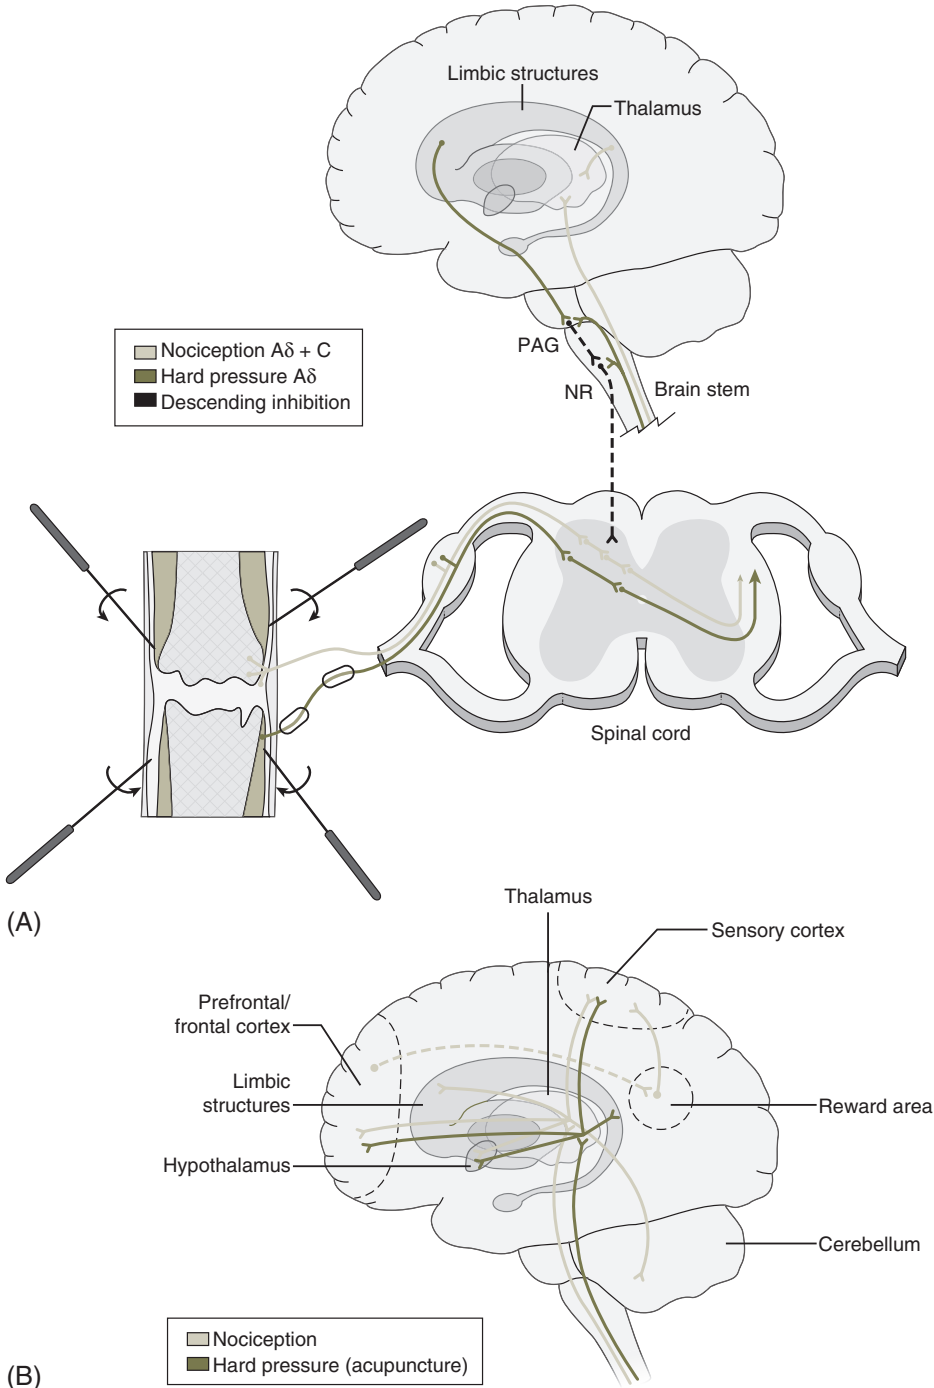 Limbic structures
Thalamus
Nociception Aδ + C
Hard pressure Aδ
Descending inhibition
PAG
NR
Brain stem
Spinal cord
(A)
Thalamus
Sensory cortex
Prefrontal/
frontal cortex
Limbic
structures
Reward area
Hypothalamus
Cerebellum
Nociception
Hard pressure (acupuncture)
(B)